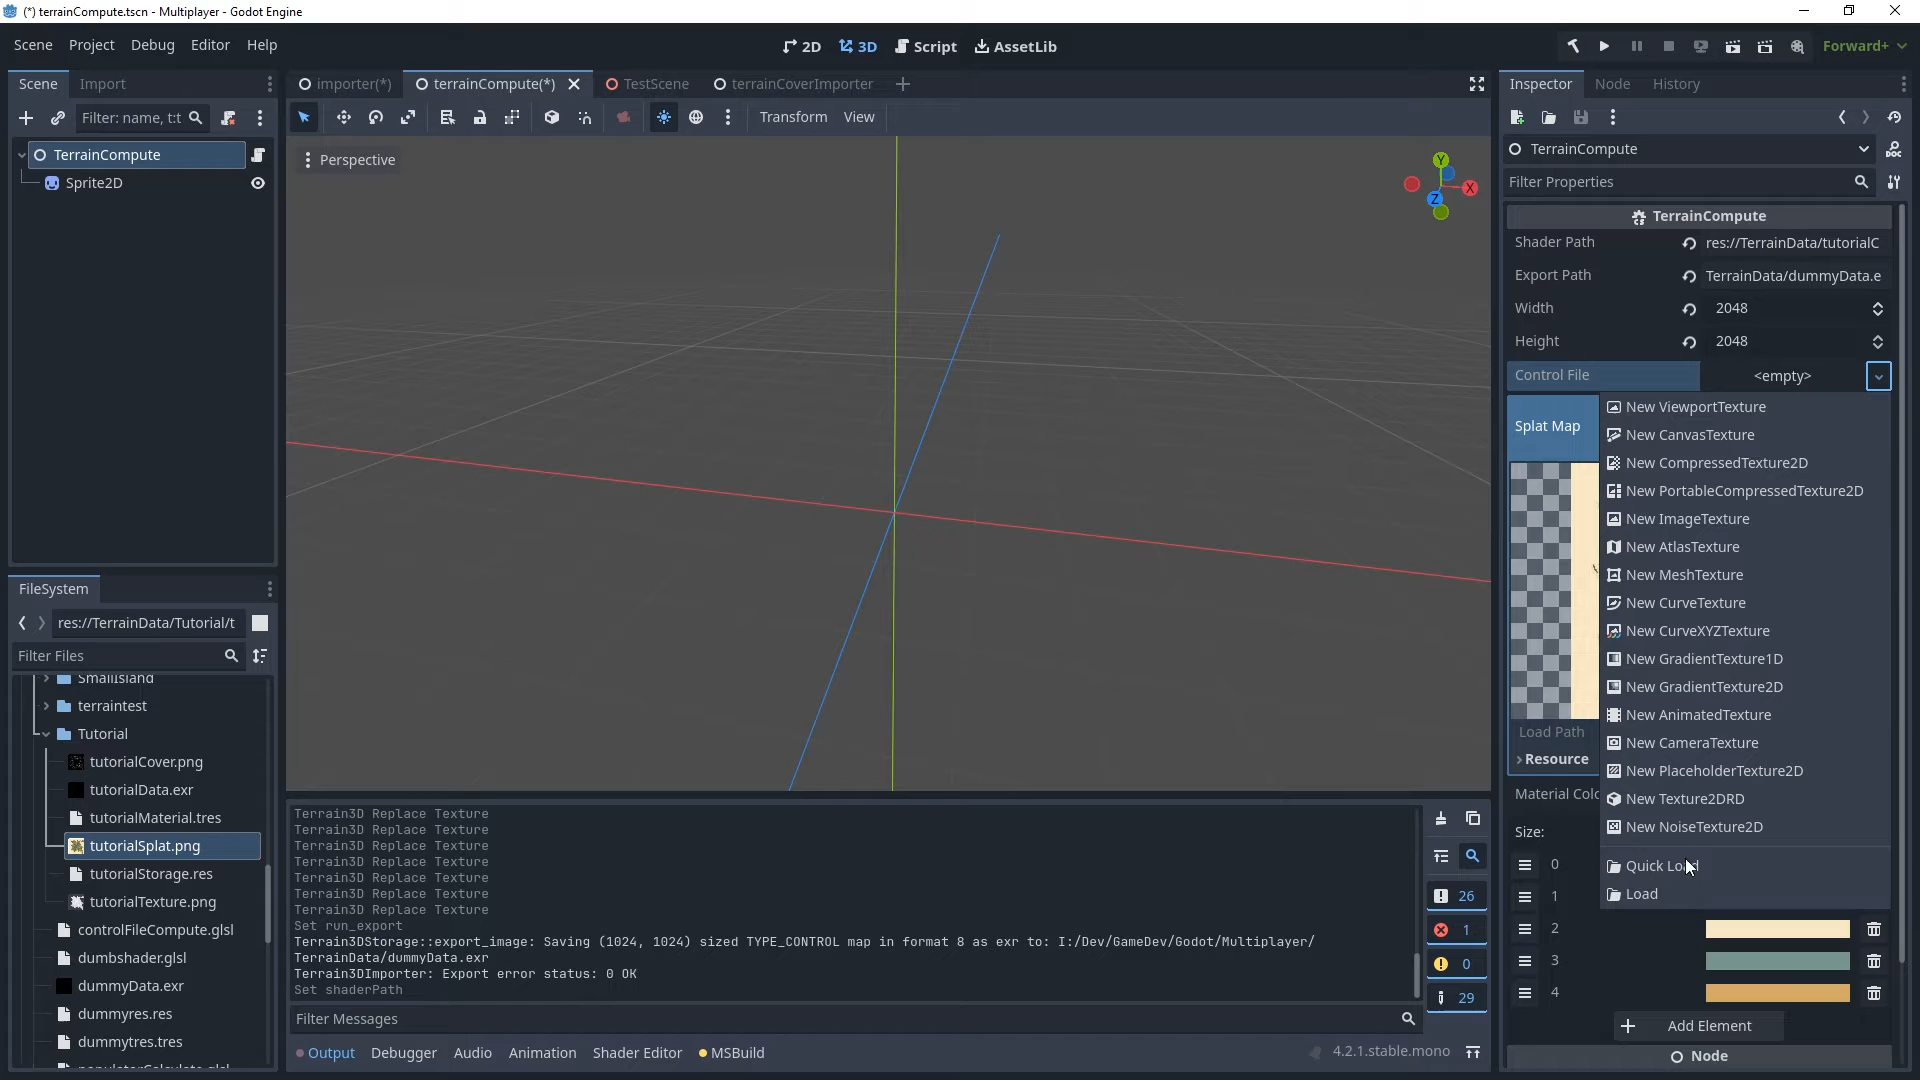 (*) terrainCompute.tscn - Multiplayer - Godot Engine
Scene Project Debug Editor Help
2D 3D Script AssetLib
Forward+
Scene Import
importer(*) terrainCompute(*) TestScene terrainCoverImporter
Inspector Node History
Filter: name, t:t
Transform View
TerrainCompute
Sprite2D
Perspective
Y
X
Z
TerrainCompute
DOC
Filter Properties
TerrainCompute
Shader Path res://TerrainData/tutorialC
Export Path TerrainData/dummyData.e
Width 2048
Height 2048
Control File <empty>
Splat Map
New ViewportTexture
New CanvasTexture
New CompressedTexture2D
New PortableCompressedTexture2D
New ImageTexture
New AtlasTexture
New MeshTexture
New CurveTexture
New CurveXYZTexture
New GradientTexture1D
New GradientTexture2D
New AnimatedTexture
New CameraTexture
New PlaceholderTexture2D
New Texture2DRD
New NoiseTexture2D
Quick Load
Load
Load Path
Resource
Material Colo
Size:
0
1
2
3
4
Add Element
Node
FileSystem
res://TerrainData/Tutorial/t
Filter Files
SmallIsland
terraintest
Tutorial
tutorialCover.png
tutorialData.exr
tutorialMaterial.tres
tutorialSplat.png
tutorialStorage.res
tutorialTexture.png
controlFileCompute.glsl
dumbshader.glsl
dummyData.exr
dummyres.res
dummytres.tres
Terrain3D Replace Texture
Terrain3D Replace Texture
Terrain3D Replace Texture
Terrain3D Replace Texture
Terrain3D Replace Texture
Terrain3D Replace Texture
Terrain3D Replace Texture
Set run_export
Terrain3DStorage::export_image: Saving (1024, 1024) sized TYPE_CONTROL map in format 8 as exr to: I:/Dev/GameDev/Godot/Multiplayer/
TerrainData/dummyData.exr
Terrain3DImporter: Export error status: 0 OK
Set shaderPath
26
1
0
29
Filter Messages
Output Debugger Audio Animation Shader Editor MSBuild
4.2.1.stable.mono